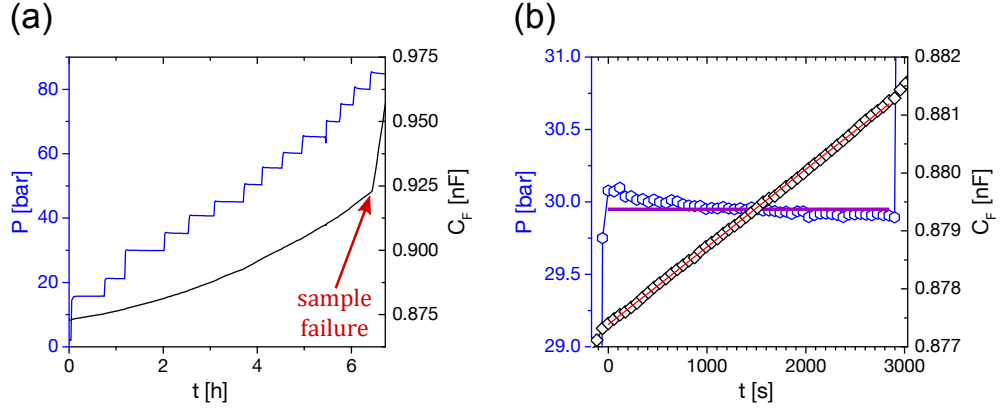 (a)
(b)
P [bar]
80
60
40
20
0
0.975
0.950
0.925
0.900
0.875
C_F [nF]
sample
failure
0
2
4
6
t [h]
P [bar]
31.0
30.5
30.0
29.5
29.0
0.882
0.881
0.880
0.879
0.878
0.877
C_F [nF]
0
1000
2000
3000
t [s]